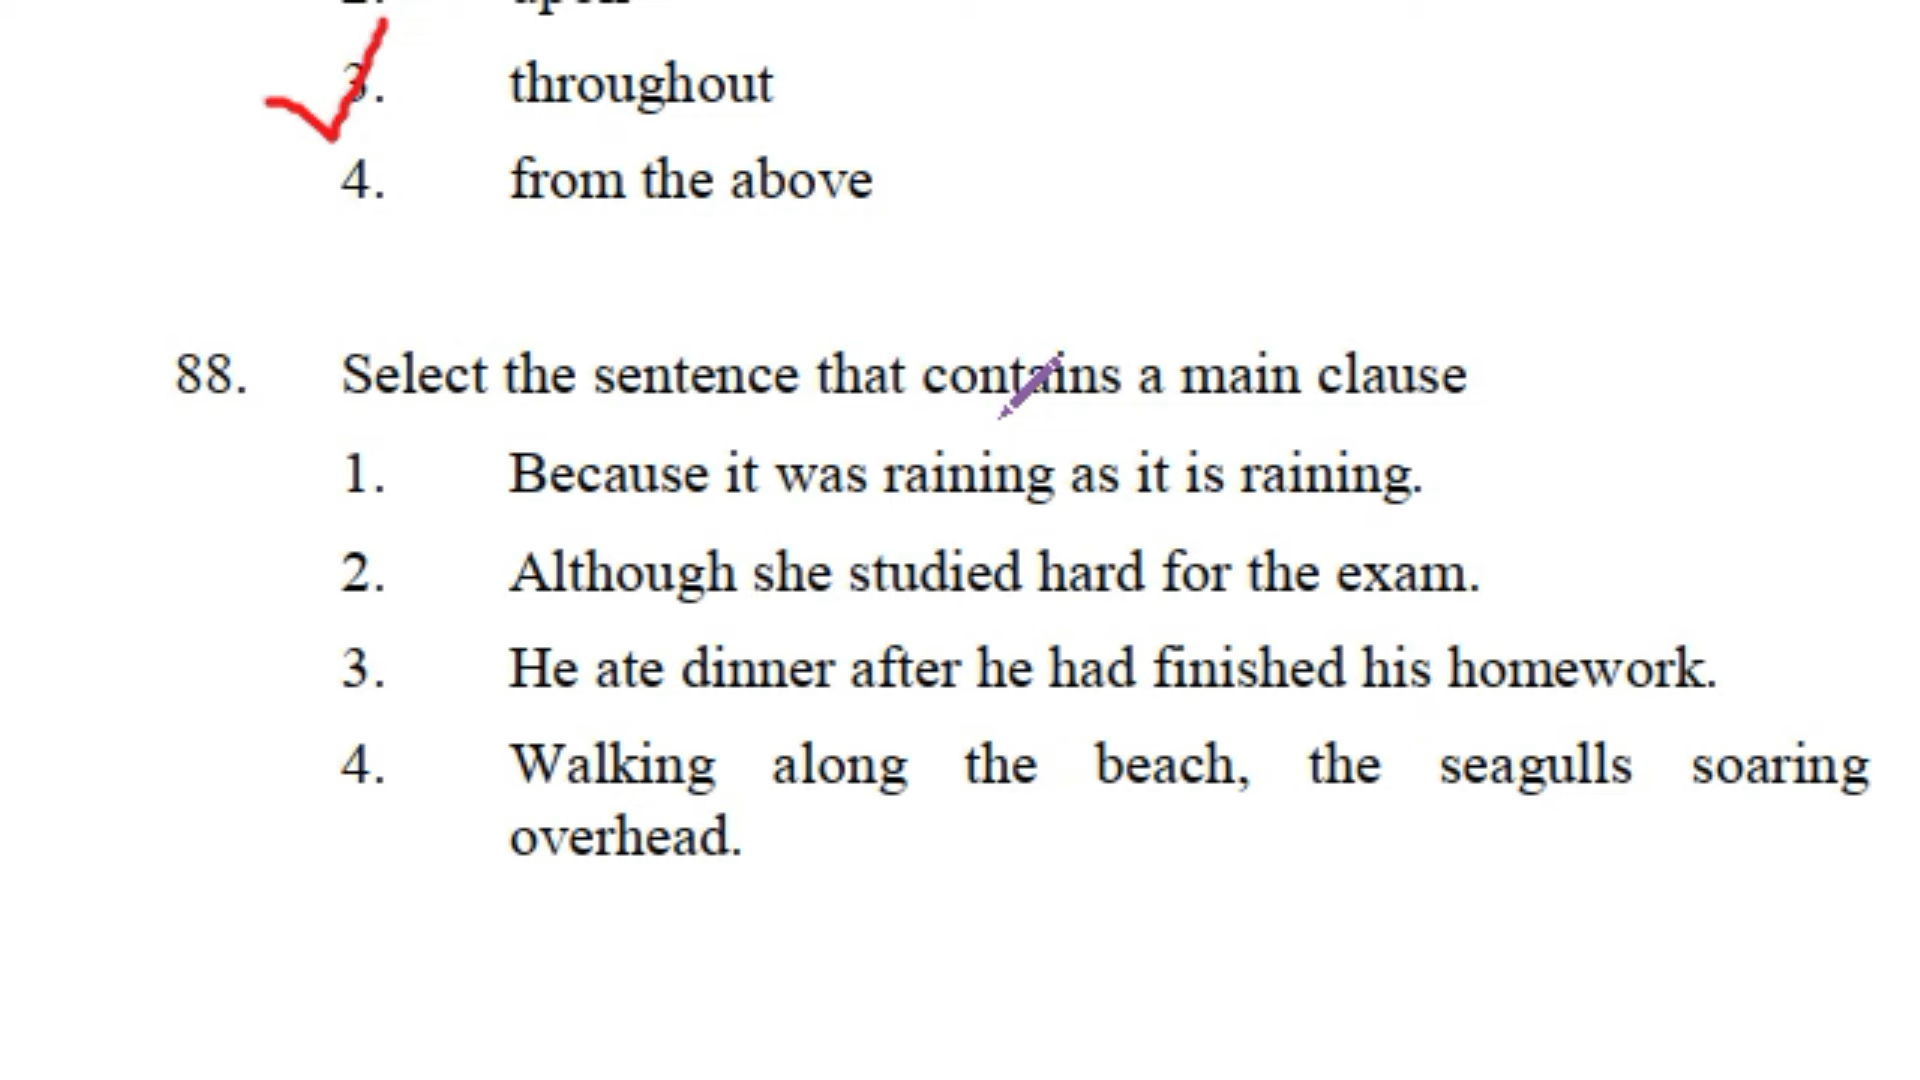 3. throughout
4. from the above
88. Select the sentence that contains a main clause
1. Because it was raining as it is raining.
2. Although she studied hard for the exam.
3. He ate dinner after he had finished his homework.
4. Walking along the beach, the seagulls soaring
overhead.